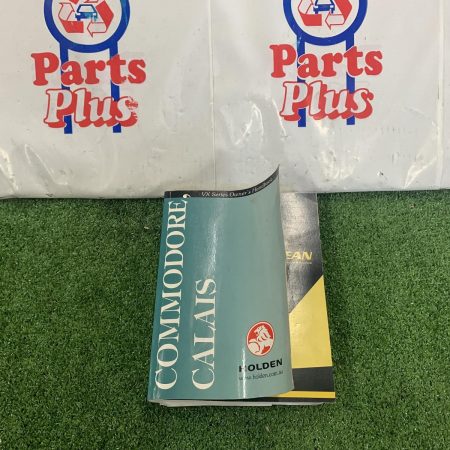 Parts
Plus
Parts
Plus
VX Series Owner's
COMMODORE,
CALAIS
EAN
HOLDEN
www.holden.com.au